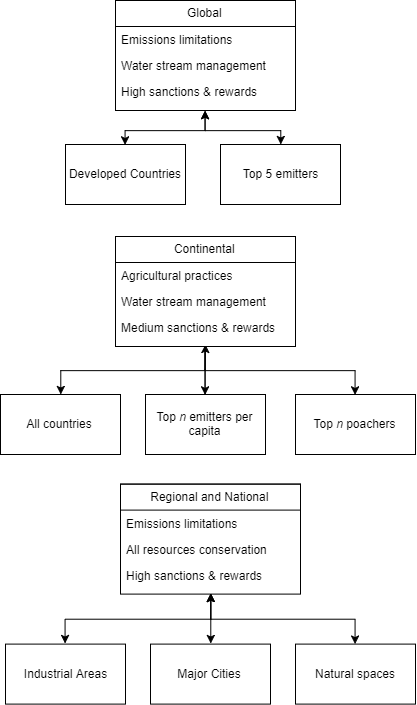 Global
Emissions limitations
Water stream management
High sanctions & rewards
Developed Countries
Top 5 emitters
Continental
Agricultural practices
Water stream management
Medium sanctions & rewards
All countries
Top n emitters per
capita
Top n poachers
Regional and National
Emissions limitations
All resources conservation
High sanctions & rewards
Industrial Areas
Major Cities
Natural spaces